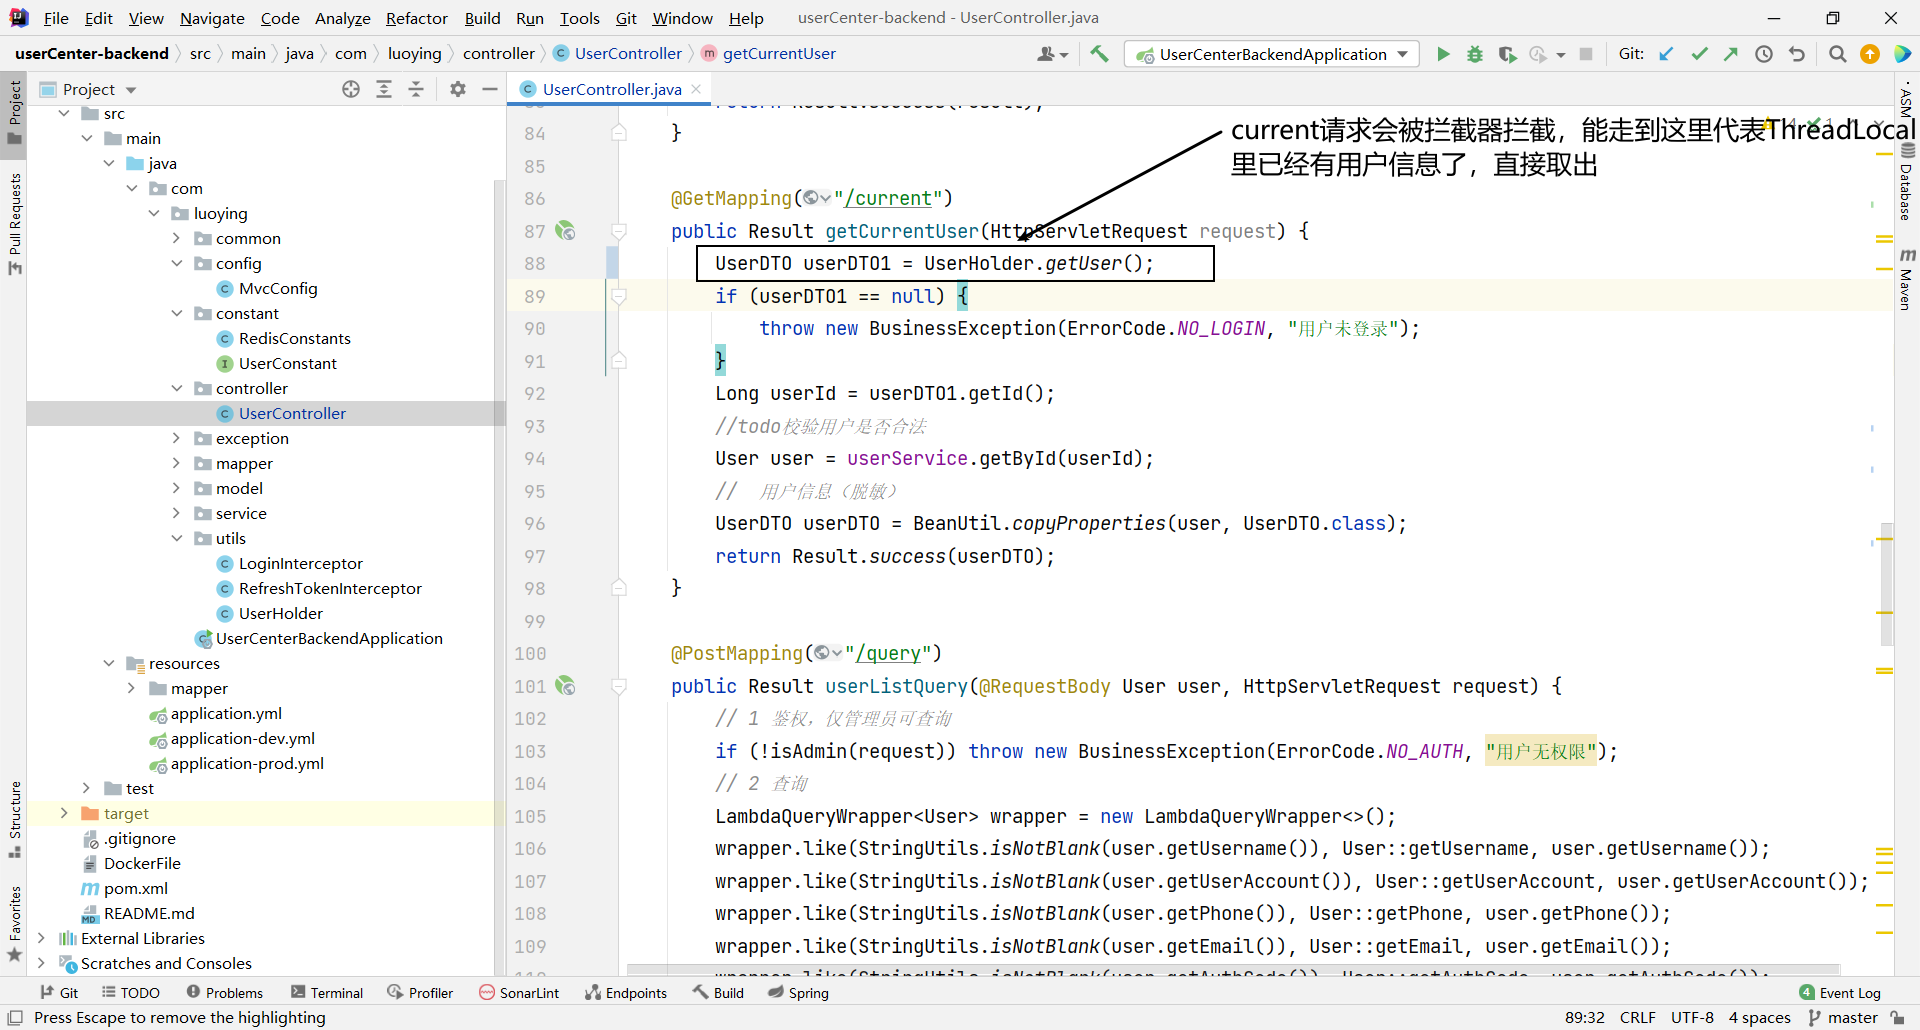 File Edit View Navigate Code Analyze Refactor Build Run Tools Git Window Help userCenter-backend - UserController.java
userCenter-backend src main java com luoying controller UserController getCurrentUser UserCenterBackendApplication Git:
Project
UserController.java
Project
Pull Requests
Structure
Favorites
src
main
java
com
luoying
common
config
MvcConfig
constant
RedisConstants
UserConstant
controller
UserController
exception
mapper
model
service
utils
LoginInterceptor
RefreshTokenInterceptor
UserHolder
UserCenterBackendApplication
resources
mapper
application.yml
application-dev.yml
application-prod.yml
test
target
.gitignore
DockerFile
pom.xml
README.md
External Libraries
Scratches and Consoles
current请求会被拦截器拦截，能走到这里代表ThreadLocal
里已经有用户信息了，直接取出
84 }
85
86 @GetMapping("/current")
87 public Result getCurrentUser(HttpServletRequest request) {
88 UserDTO userDTO1 = UserHolder.getUser();
89 if (userDTO1 == null) {
90 throw new BusinessException(ErrorCode.NO_LOGIN, "用户未登录");
91 }
92 Long userId = userDTO1.getId();
93 //todo校验用户是否合法
94 User user = userService.getById(userId);
95 // 用户信息（脱敏）
96 UserDTO userDTO = BeanUtil.copyProperties(user, UserDTO.class);
97 return Result.success(userDTO);
98 }
99
100 @PostMapping("/query")
101 public Result userListQuery(@RequestBody User user, HttpServletRequest request) {
102 // 1 鉴权，仅管理员可查询
103 if (!isAdmin(request)) throw new BusinessException(ErrorCode.NO_AUTH, "用户无权限");
104 // 2 查询
105 LambdaQueryWrapper<User> wrapper = new LambdaQueryWrapper<>();
106 wrapper.like(StringUtils.isNotBlank(user.getUsername()), User::getUsername, user.getUsername());
107 wrapper.like(StringUtils.isNotBlank(user.getUserAccount()), User::getUserAccount, user.getUserAccount());
108 wrapper.like(StringUtils.isNotBlank(user.getPhone()), User::getPhone, user.getPhone());
109 wrapper.like(StringUtils.isNotBlank(user.getEmail()), User::getEmail, user.getEmail());
ASM
Database
Maven
Git TODO Problems Terminal Profiler SonarLint Endpoints Build Spring 4 Event Log
Press Escape to remove the highlighting 89:32 CRLF UTF-8 4 spaces master